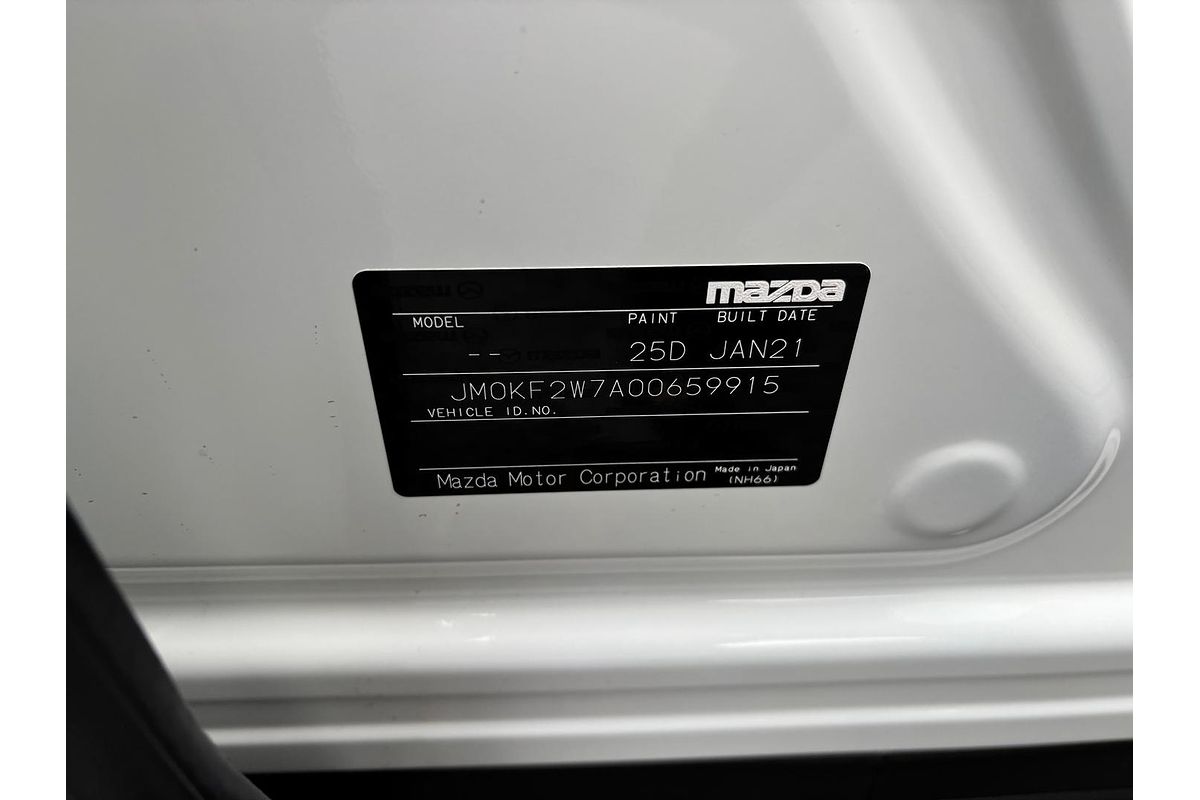 mazda
MODEL PAINT BUILT DATE
-- 25D JAN21
JM0KF2W7A00659915
VEHICLE ID.NO.
Mazda Motor Corporation Made in Japan
(NH66)